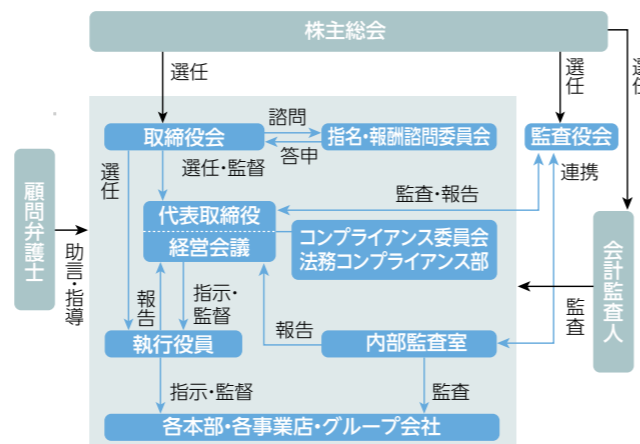 株主総会
選任
選任
選任
取締役会
諮問
答申
指名・報酬諮問委員会
監査役会
選任
選任・監督
連携
監査・報告
顧問弁護士
助言・指導
代表取締役
経営会議
コンプライアンス委員会
法務コンプライアンス部
会計監査人
監査
報告
指示・
監督
報告
執行役員
内部監査室
指示・監督
監査
各本部・各事業店・グループ会社